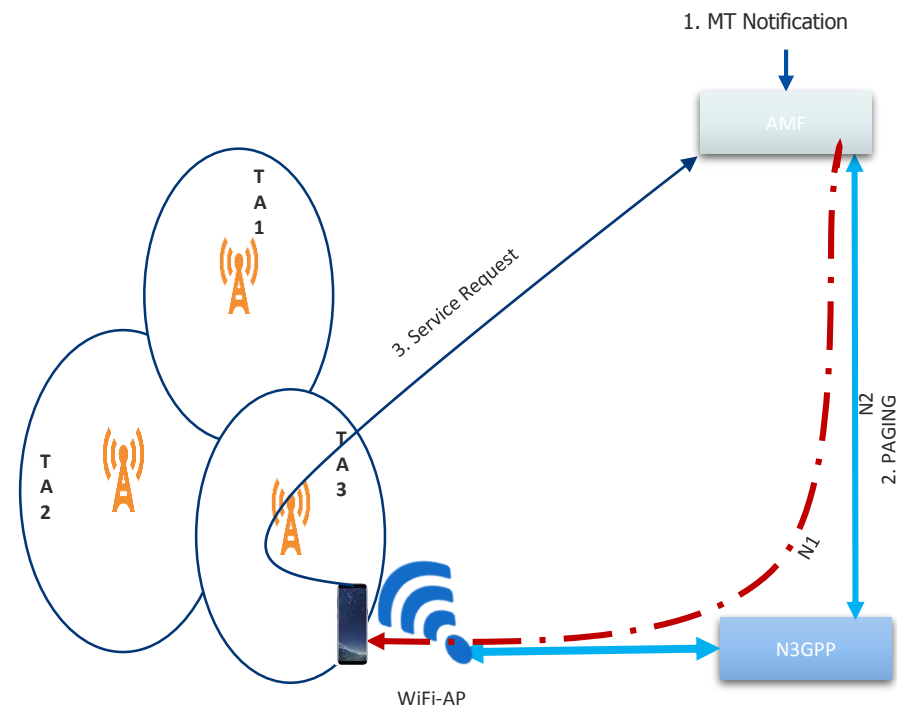 1. MT Notification
AMF
T
A
1
3. Service Request
N2
2. PAGING
T
A
2
T
A
3
N1
N3GPP
WiFi-AP